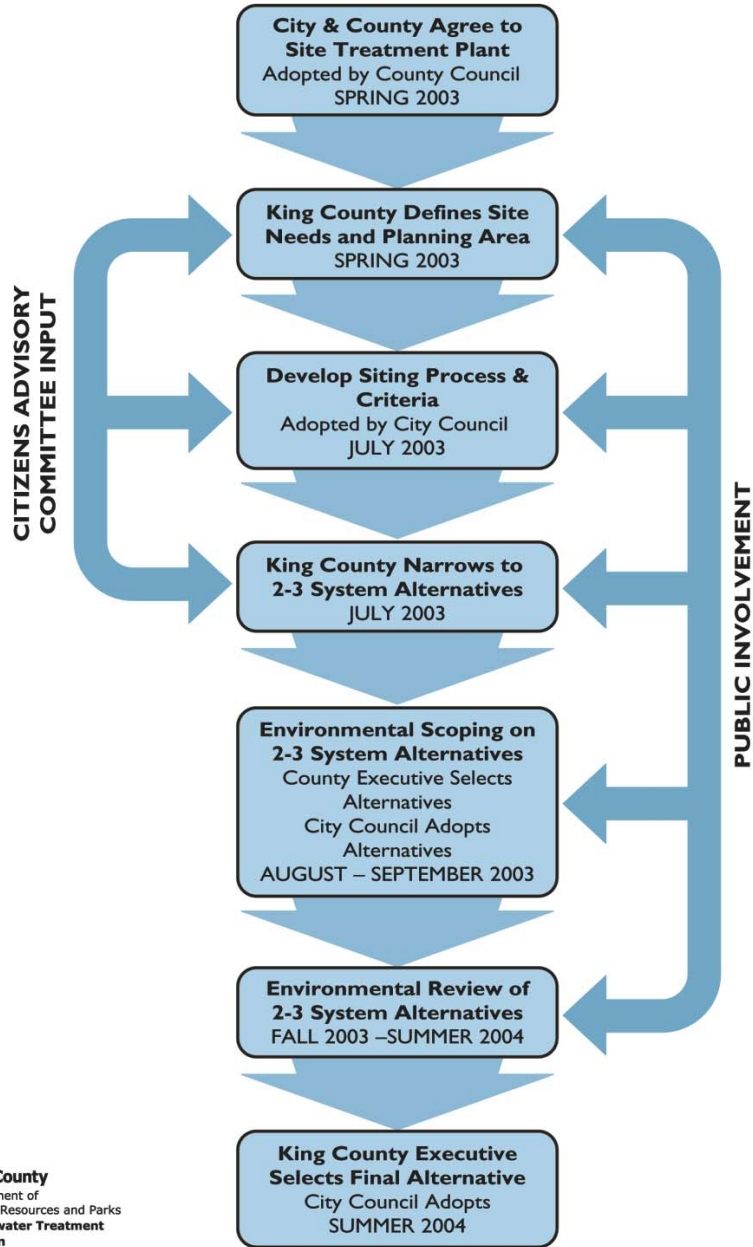 City & County Agree to
Site Treatment Plant
Adopted by County Council
SPRING 2003
King County Defines Site
Needs and Planning Area
SPRING 2003
Develop Siting Process &
Criteria
Adopted by City Council
JULY 2003
King County Narrows to
2-3 System Alternatives
JULY 2003
Environmental Scoping on
2-3 System Alternatives
County Executive Selects
Alternatives
City Council Adopts
Alternatives
AUGUST – SEPTEMBER 2003
Environmental Review of
2-3 System Alternatives
FALL 2003 –SUMMER 2004
King County Executive
Selects Final Alternative
City Council Adopts
SUMMER 2004
CITIZENS ADVISORY
COMMITTEE INPUT
PUBLIC INVOLVEMENT
County
of
Resources and Parks
Treatment